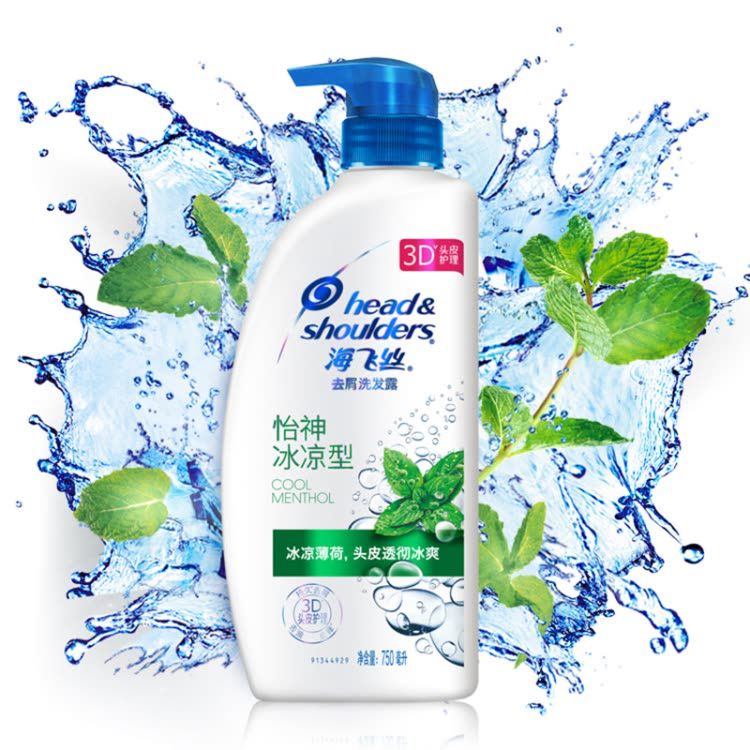 3D
头皮
护理
head &
shoulders®
海飞丝®
去屑洗发露
怡神
冰凉型
COOL
MENTHOL
冰凉薄荷，头皮透彻冰爽
3D
头皮护理
91344929 净含量：750毫升